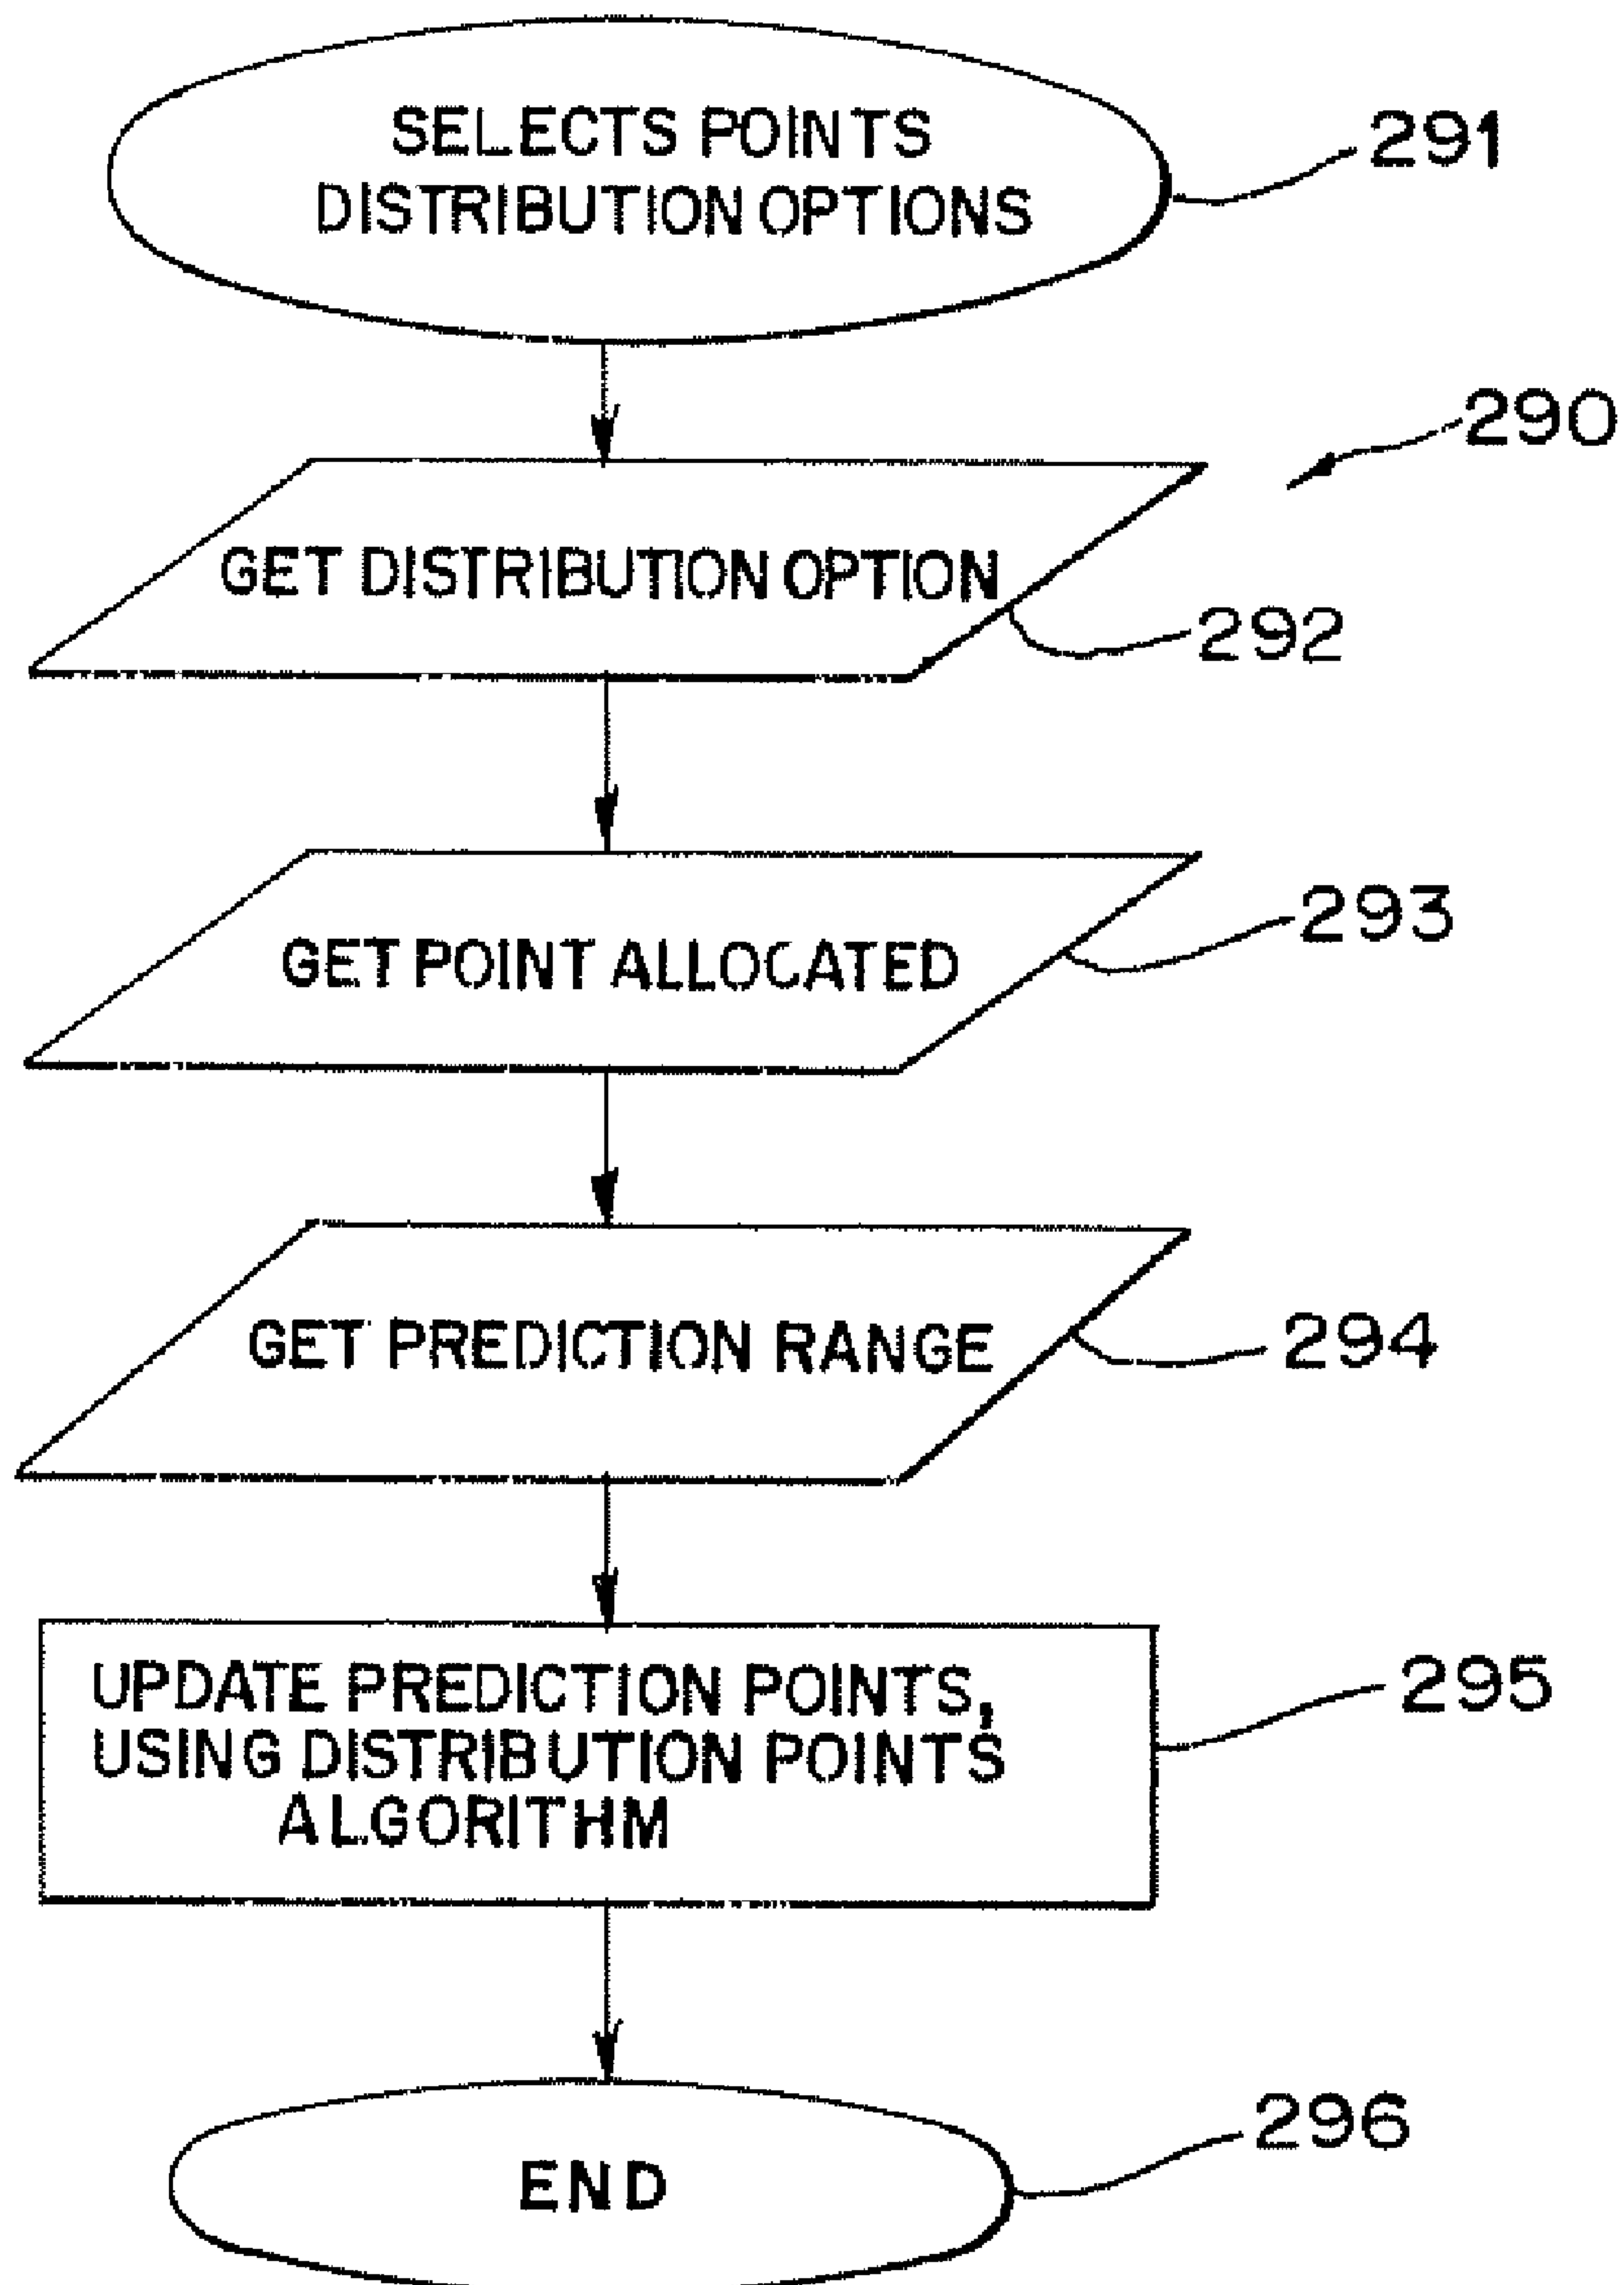 SELECTS POINTS
DISTRIBUTION OPTIONS
291
290
GET DISTRIBUTION OPTION
292
GET POINT ALLOCATED
293
GET PREDICTION RANGE
294
UPDATE PREDICTION POINTS,
USING DISTRIBUTION POINTS
ALGORITHM
295
END
296